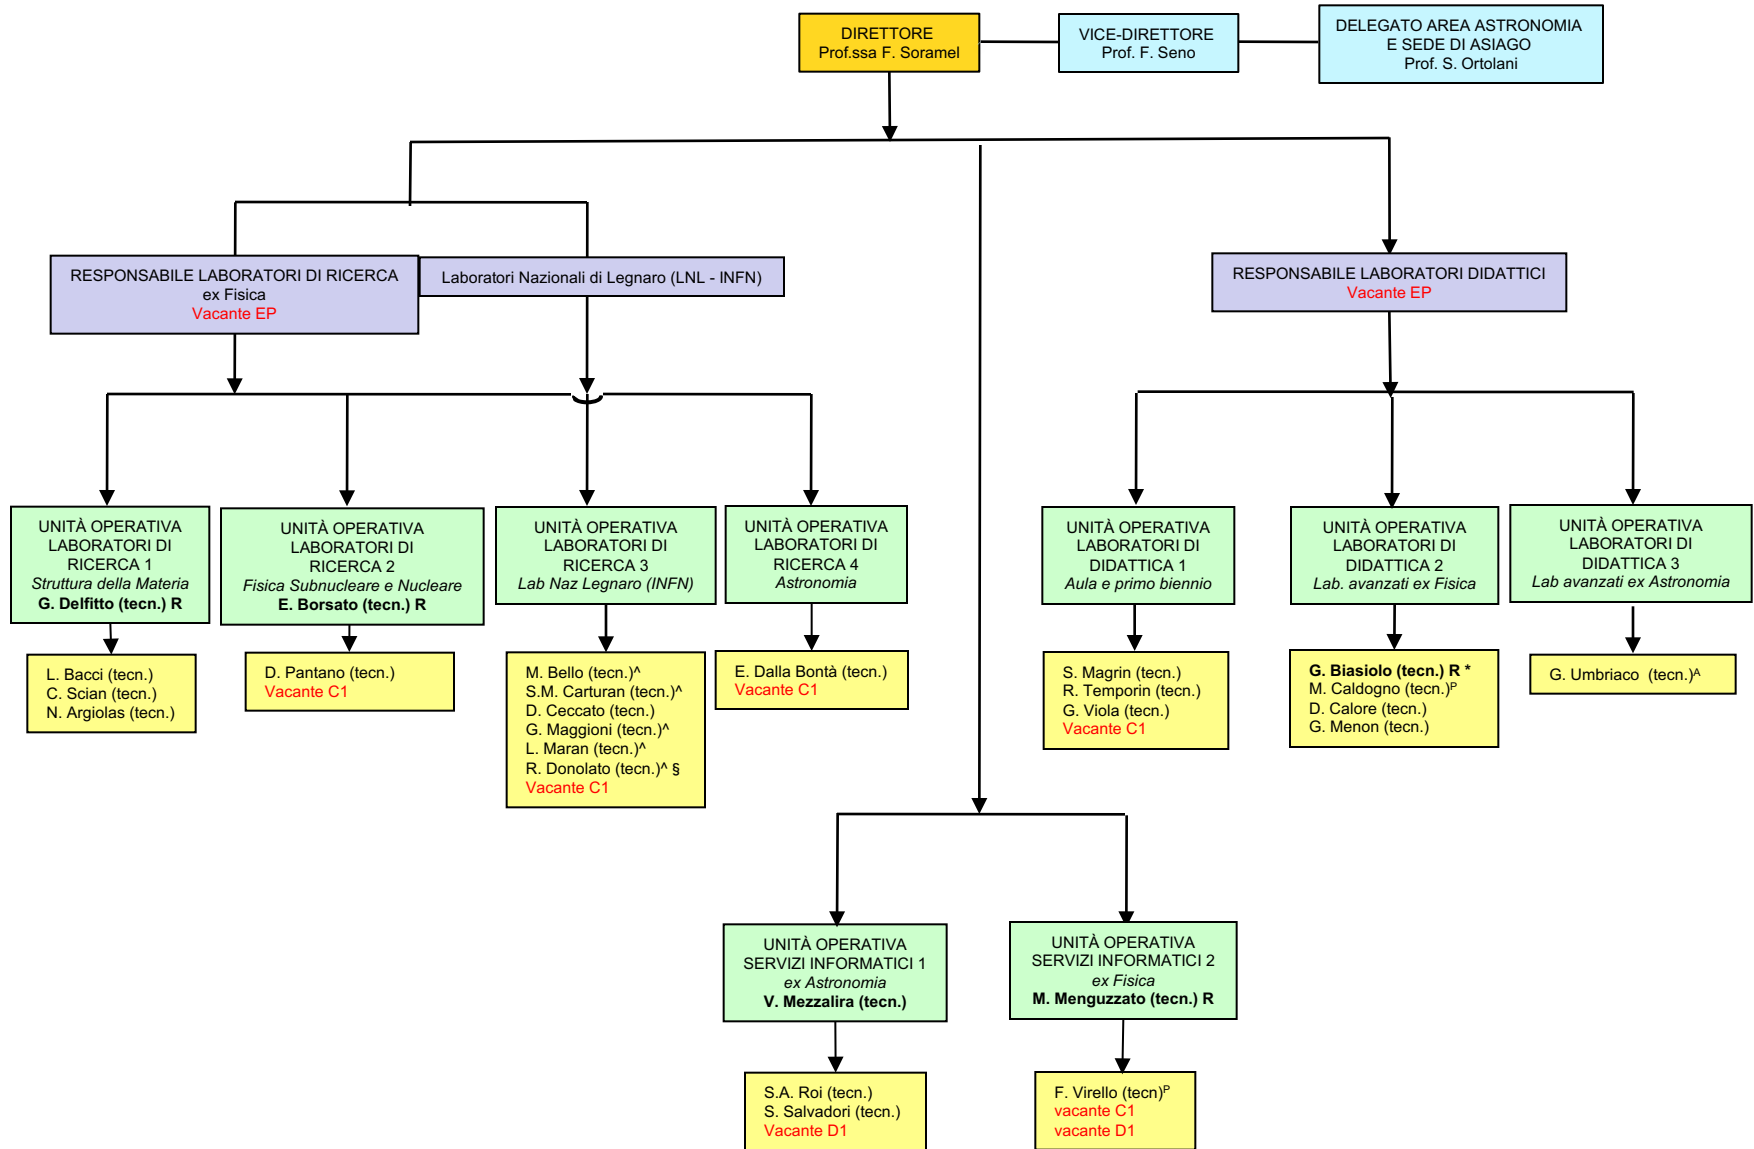 DIRETTORE
Prof.ssa F. Soramel
VICE-DIRETTORE
Prof. F. Seno
DELEGATO AREA ASTRONOMIA
E SEDE DI ASIAGO
Prof. S. Ortolani
RESPONSABILE LABORATORI DI RICERCA
ex Fisica
Vacante EP
Laboratori Nazionali di Legnaro (LNL - INFN)
RESPONSABILE LABORATORI DIDATTICI
Vacante EP
UNITÀ OPERATIVA
LABORATORI DI
RICERCA 1
Struttura della Materia
G. Delfitto (tecn.) R
UNITÀ OPERATIVA
LABORATORI DI
RICERCA 2
Fisica Subnucleare e Nucleare
E. Borsato (tecn.) R
UNITÀ OPERATIVA
LABORATORI DI
RICERCA 3
Lab Naz Legnaro (INFN)
UNITÀ OPERATIVA
LABORATORI DI
RICERCA 4
Astronomia
UNITÀ OPERATIVA
LABORATORI DI
DIDATTICA 1
Aula e primo biennio
UNITÀ OPERATIVA
LABORATORI DI
DIDATTICA 2
Lab. avanzati ex Fisica
UNITÀ OPERATIVA
LABORATORI DI
DIDATTICA 3
Lab avanzati ex Astronomia
L. Bacci (tecn.)
C. Scian (tecn.)
N. Argiolas (tecn.)
D. Pantano (tecn.)
Vacante C1
M. Bello (tecn.)^
S.M. Carturan (tecn.)^
D. Ceccato (tecn.)
G. Maggioni (tecn.)^
L. Maran (tecn.)^
R. Donolato (tecn.)^ §
Vacante C1
E. Dalla Bontà (tecn.)
Vacante C1
S. Magrin (tecn.)
R. Temporin (tecn.)
G. Viola (tecn.)
Vacante C1
G. Biasiolo (tecn.) R *
M. Caldogno (tecn.)ᴾ
D. Calore (tecn.)
G. Menon (tecn.)
G. Umbriaco (tecn.)ᴬ
UNITÀ OPERATIVA
SERVIZI INFORMATICI 1
ex Astronomia
V. Mezzalira (tecn.)
UNITÀ OPERATIVA
SERVIZI INFORMATICI 2
ex Fisica
M. Menguzzato (tecn.) R
S.A. Roi (tecn.)
S. Salvadori (tecn.)
Vacante D1
F. Virello (tecn)ᴾ
vacante C1
vacante D1